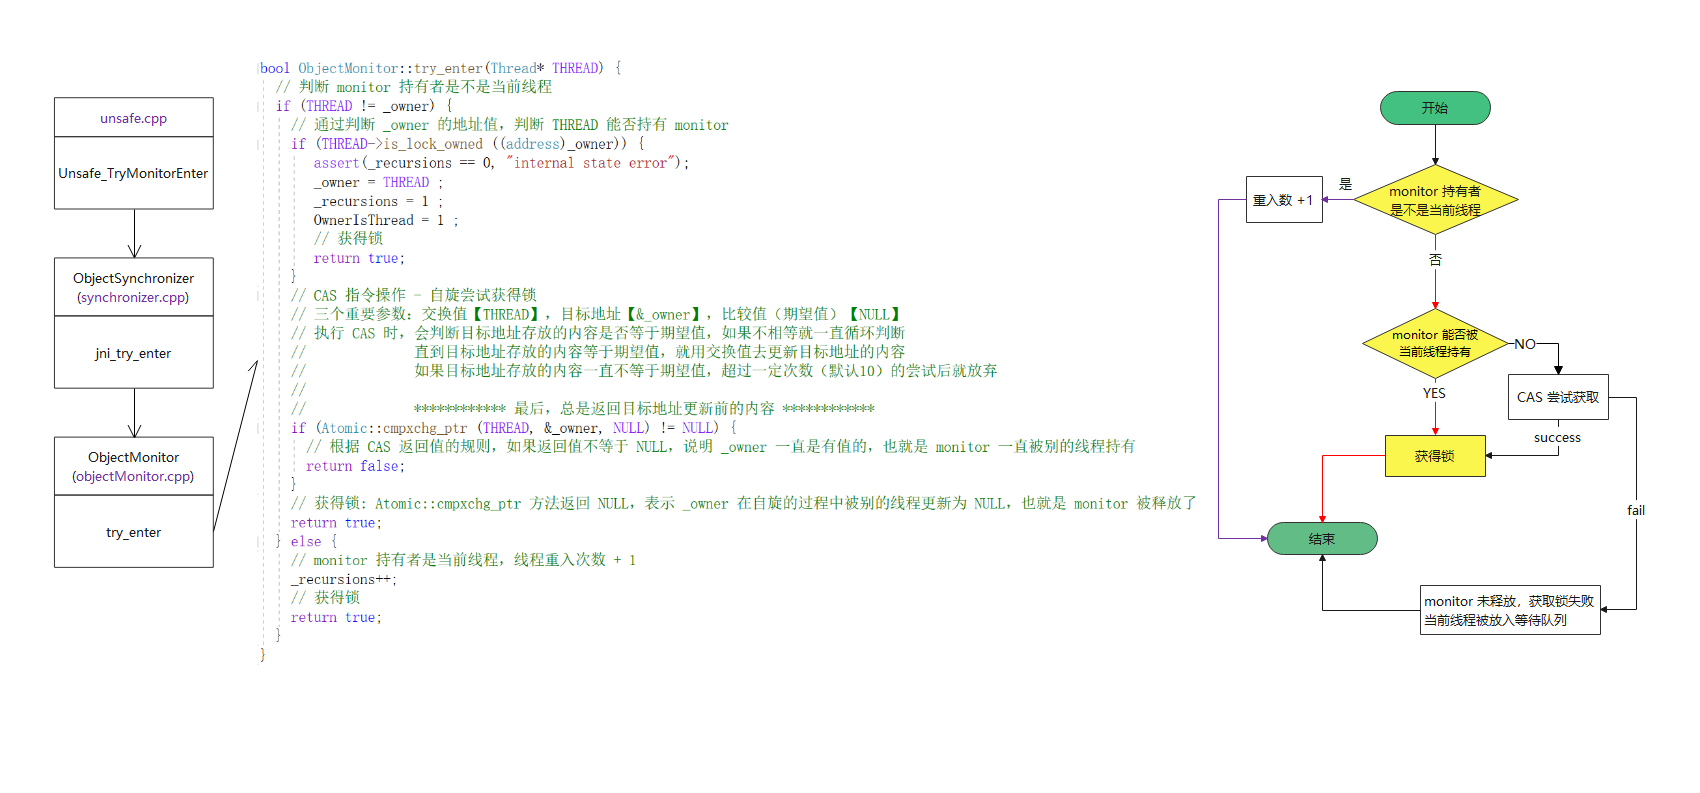 unsafe.cpp
Unsafe_TryMonitorEnter
ObjectSynchronizer
(synchronizer.cpp)
jni_try_enter
ObjectMonitor
(objectMonitor.cpp)
try_enter
bool ObjectMonitor::try_enter(Thread* THREAD) {
// 判断 monitor 持有者是不是当前线程
if (THREAD != _owner) {
// 通过判断 _owner 的地址值，判断 THREAD 能否持有 monitor
if (THREAD->is_lock_owned ((address)_owner)) {
assert(_recursions == 0, "internal state error");
_owner = THREAD ;
_recursions = 1 ;
OwnerIsThread = 1 ;
// 获得锁
return true;
}
// CAS 指令操作 - 自旋尝试获得锁
// 三个重要参数：交换值【THREAD】，目标地址【&_owner】，比较值（期望值）【NULL】
// 执行 CAS 时，会判断目标地址存放的内容是否等于期望值，如果不相等就一直循环判断
// 直到目标地址存放的内容等于期望值，就用交换值去更新目标地址的内容
// 如果目标地址存放的内容一直不等于期望值，超过一定次数（默认10）的尝试后就放弃
//
// ************ 最后，总是返回目标地址更新前的内容 ************
if (Atomic::cmpxchg_ptr (THREAD, &_owner, NULL) != NULL) {
// 根据 CAS 返回值的规则，如果返回值不等于 NULL，说明 _owner 一直是有值的，也就是 monitor 一直被别的线程持有
return false;
}
// 获得锁: Atomic::cmpxchg_ptr 方法返回 NULL，表示 _owner 在自旋的过程中被别的线程更新为 NULL，也就是 monitor 被释放了
return true;
} else {
// monitor 持有者是当前线程，线程重入次数 + 1
_recursions++;
// 获得锁
return true;
}
}
开始
monitor 持有者
是不是当前线程
是
重入数 +1
否
monitor 能否被
当前线程持有
NO
YES
CAS 尝试获取
success
获得锁
fail
结束
monitor 未释放，获取锁失败
当前线程被放入等待队列